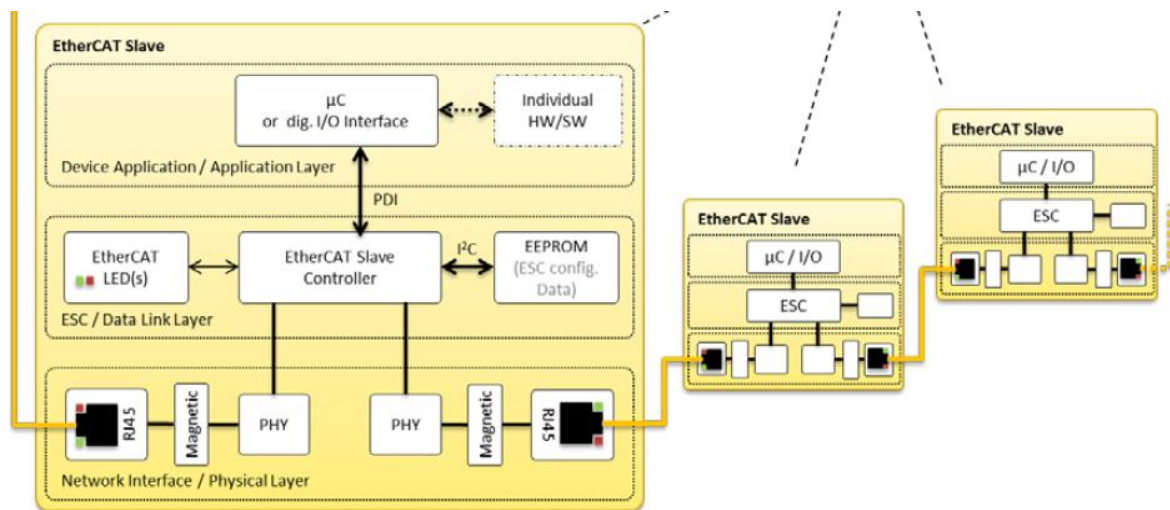 EtherCAT Slave
µC
or dig. I/O Interface
Individual
HW/SW
Device Application / Application Layer
PDI
EtherCAT
LED(s)
EtherCAT Slave
Controller
I²C
EEPROM
(ESC config.
Data)
ESC / Data Link Layer
RJ45
Magnetic
PHY
PHY
Magnetic
RJ45
Network Interface / Physical Layer
EtherCAT Slave
µC / I/O
ESC
EtherCAT Slave
µC / I/O
ESC